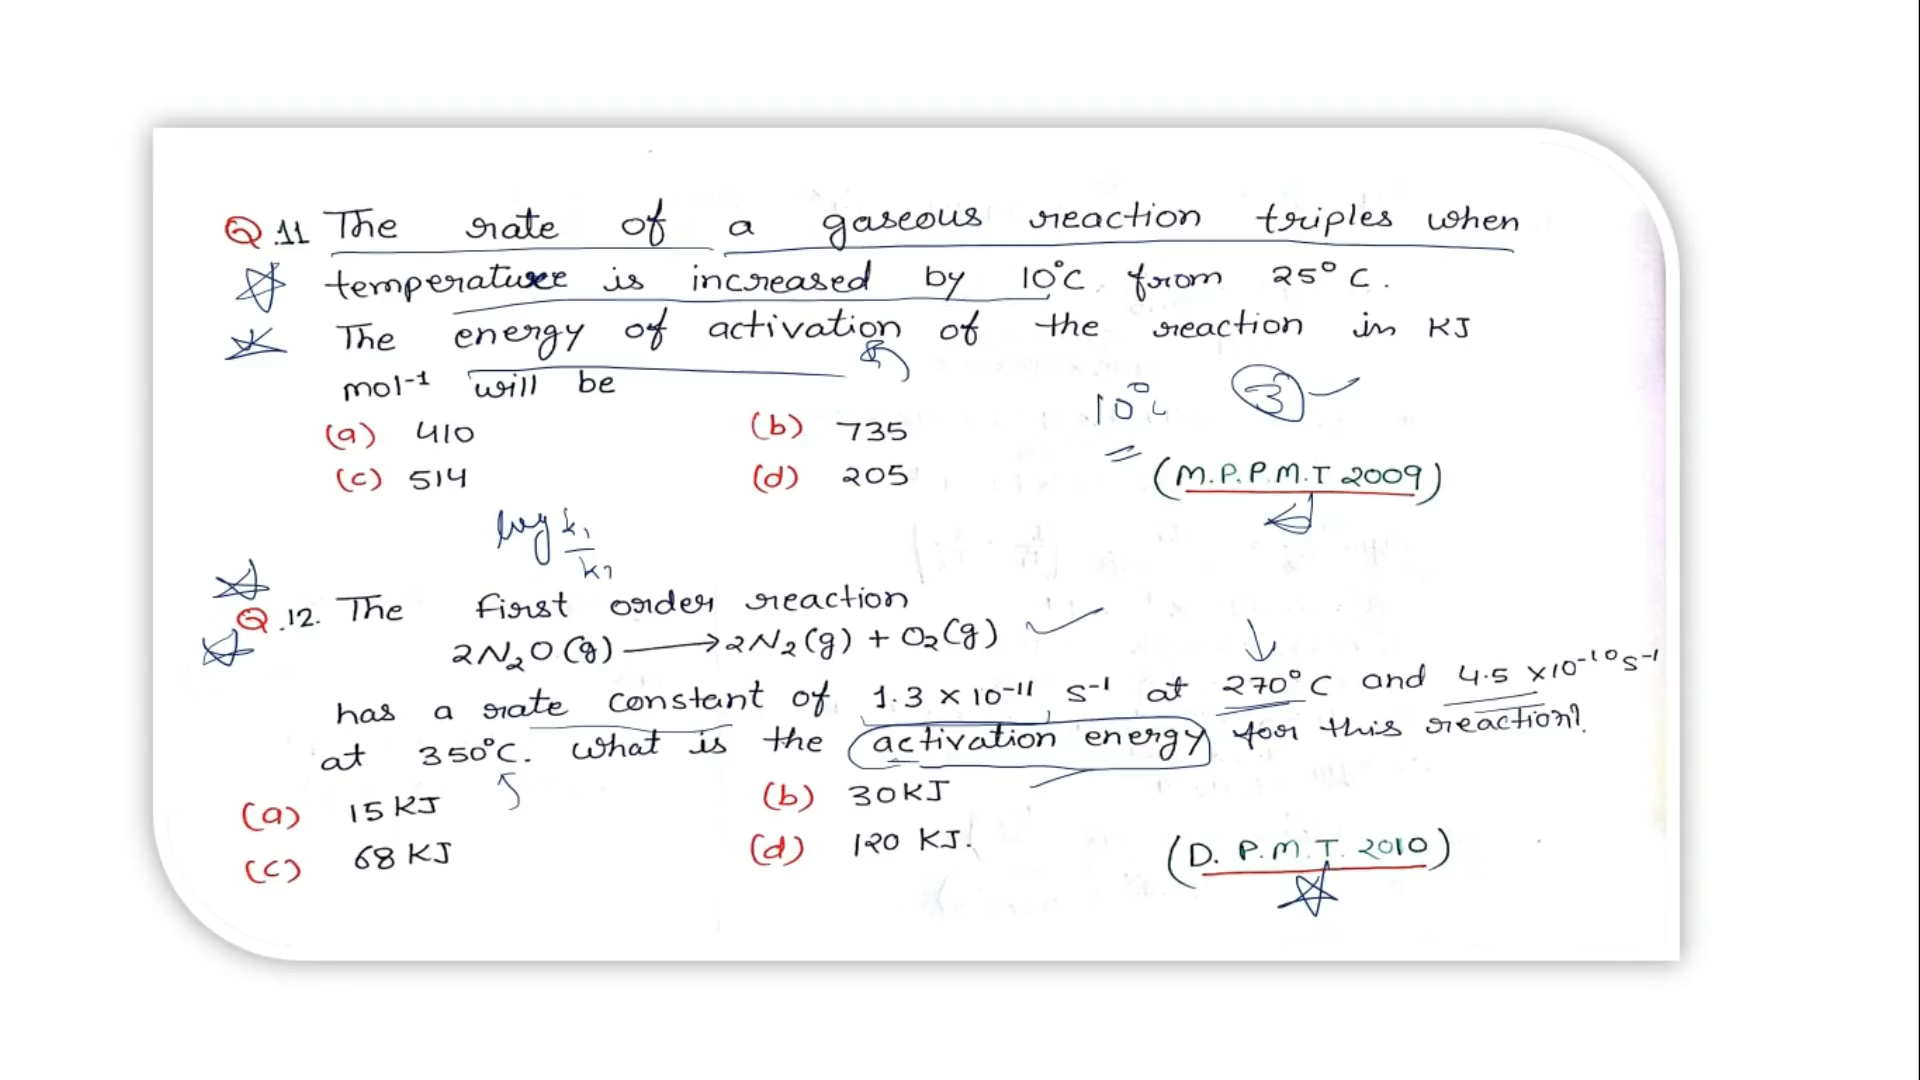 Q.11 The rate of a gaseous reaction triples when
temperature is increased by 10°C from 25°C.
The energy of activation of the reaction in KJ
mol-¹ will be
10°C 3
(a) 410 (b) 735
(c) 514 (d) 205
(M.P.P.M.T 2009)
log k₁
k₂
Q.12. The first order reaction
2N₂O(g) ⟶ 2N₂(g) + O₂(g)
has a rate constant of 1.3 × 10-¹¹ s-¹ at 270°C and 4.5 ×10-¹⁰s-¹
at 350°C. what is the activation energy for this reaction?
(a) 15 KJ (b) 30KJ
(c) 68 KJ (d) 120 KJ.
(D. P.M.T. 2010)